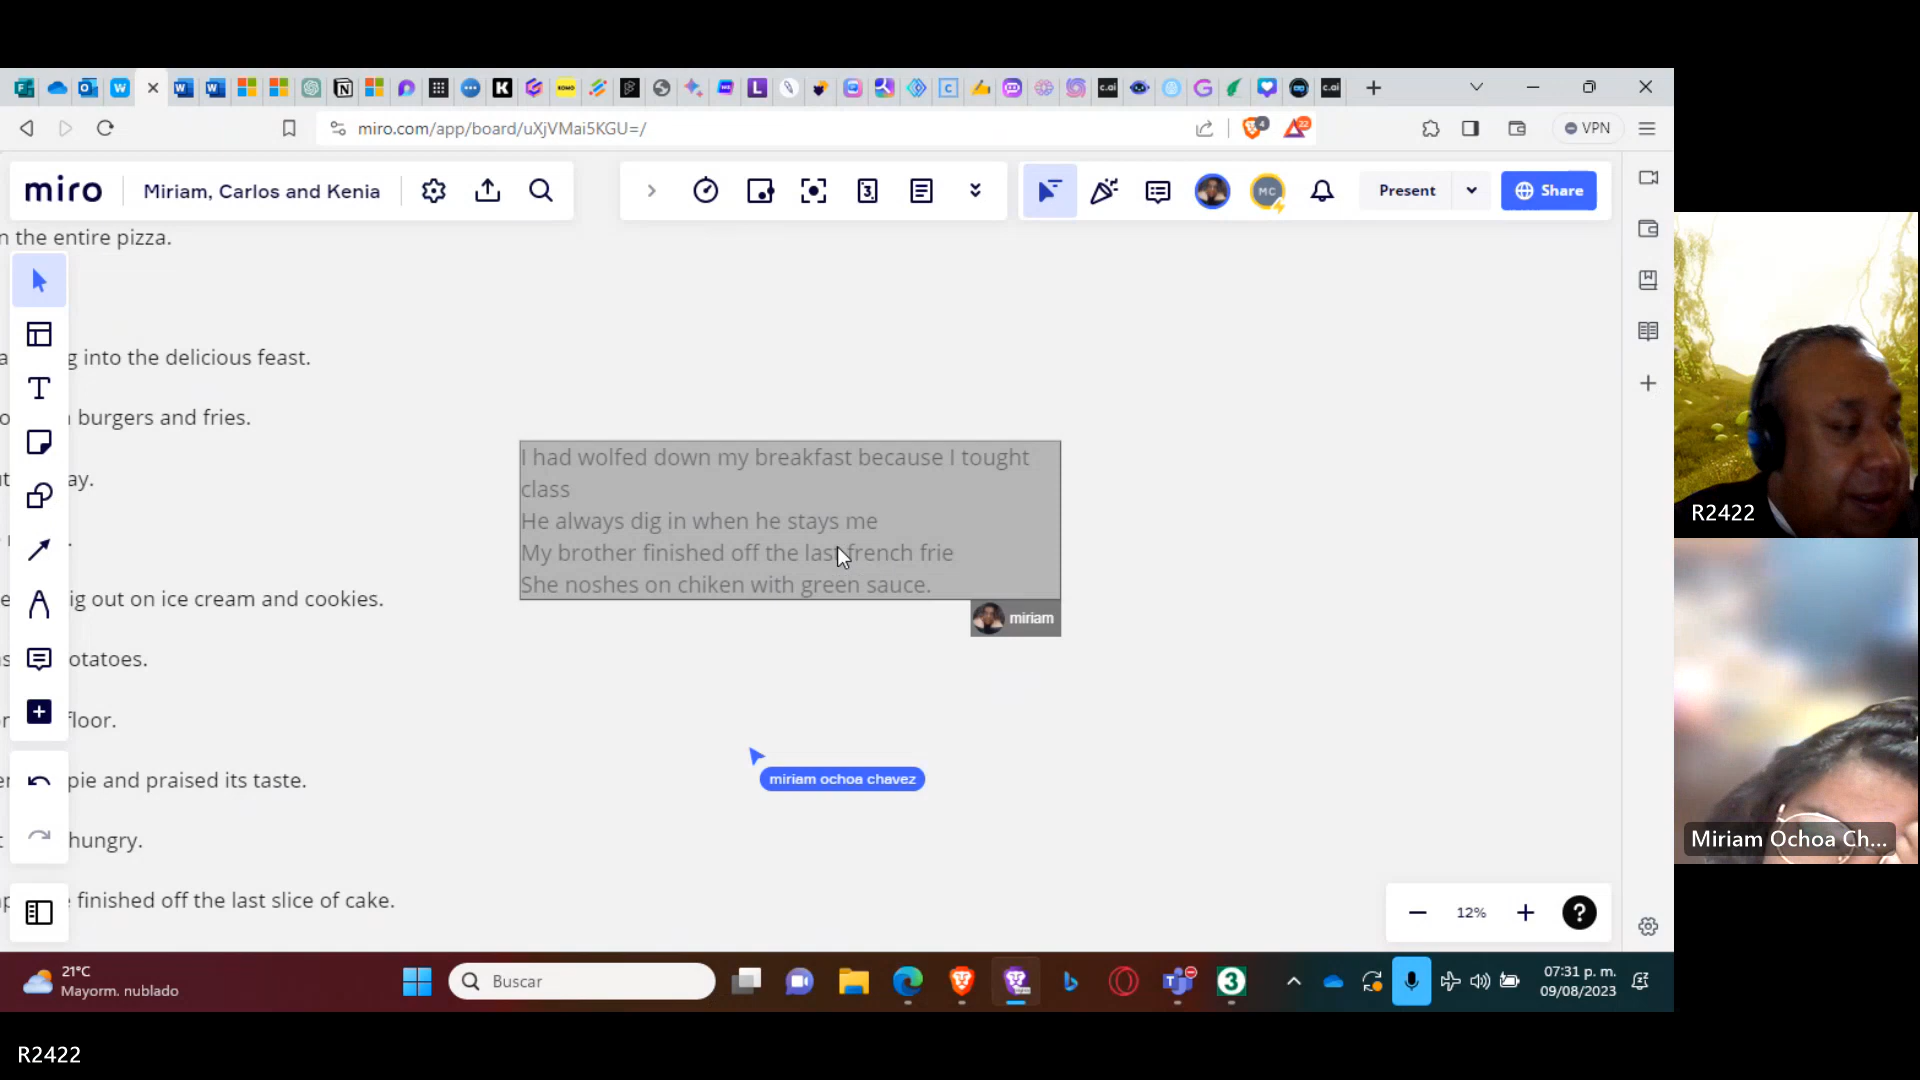 miro.com/app/board/uXjVMai5KGU=/
4
22
VPN
miro
Miriam, Carlos and Kenia
3
MC
Present
Share
n the entire pizza.
g into the delicious feast.
burgers and fries.
ay.
ig out on ice cream and cookies.
otatoes.
floor.
pie and praised its taste.
hungry.
finished off the last slice of cake.
I had wolfed down my breakfast because I tought
class
He always dig in when he stays me
My brother finished off the last french frie
She noshes on chiken with green sauce.
miriam
miriam ochoa chavez
12%
?
R2422
Miriam Ochoa Ch...
21°C
Mayorm. nublado
Buscar
3
07:31 p. m.
09/08/2023
R2422